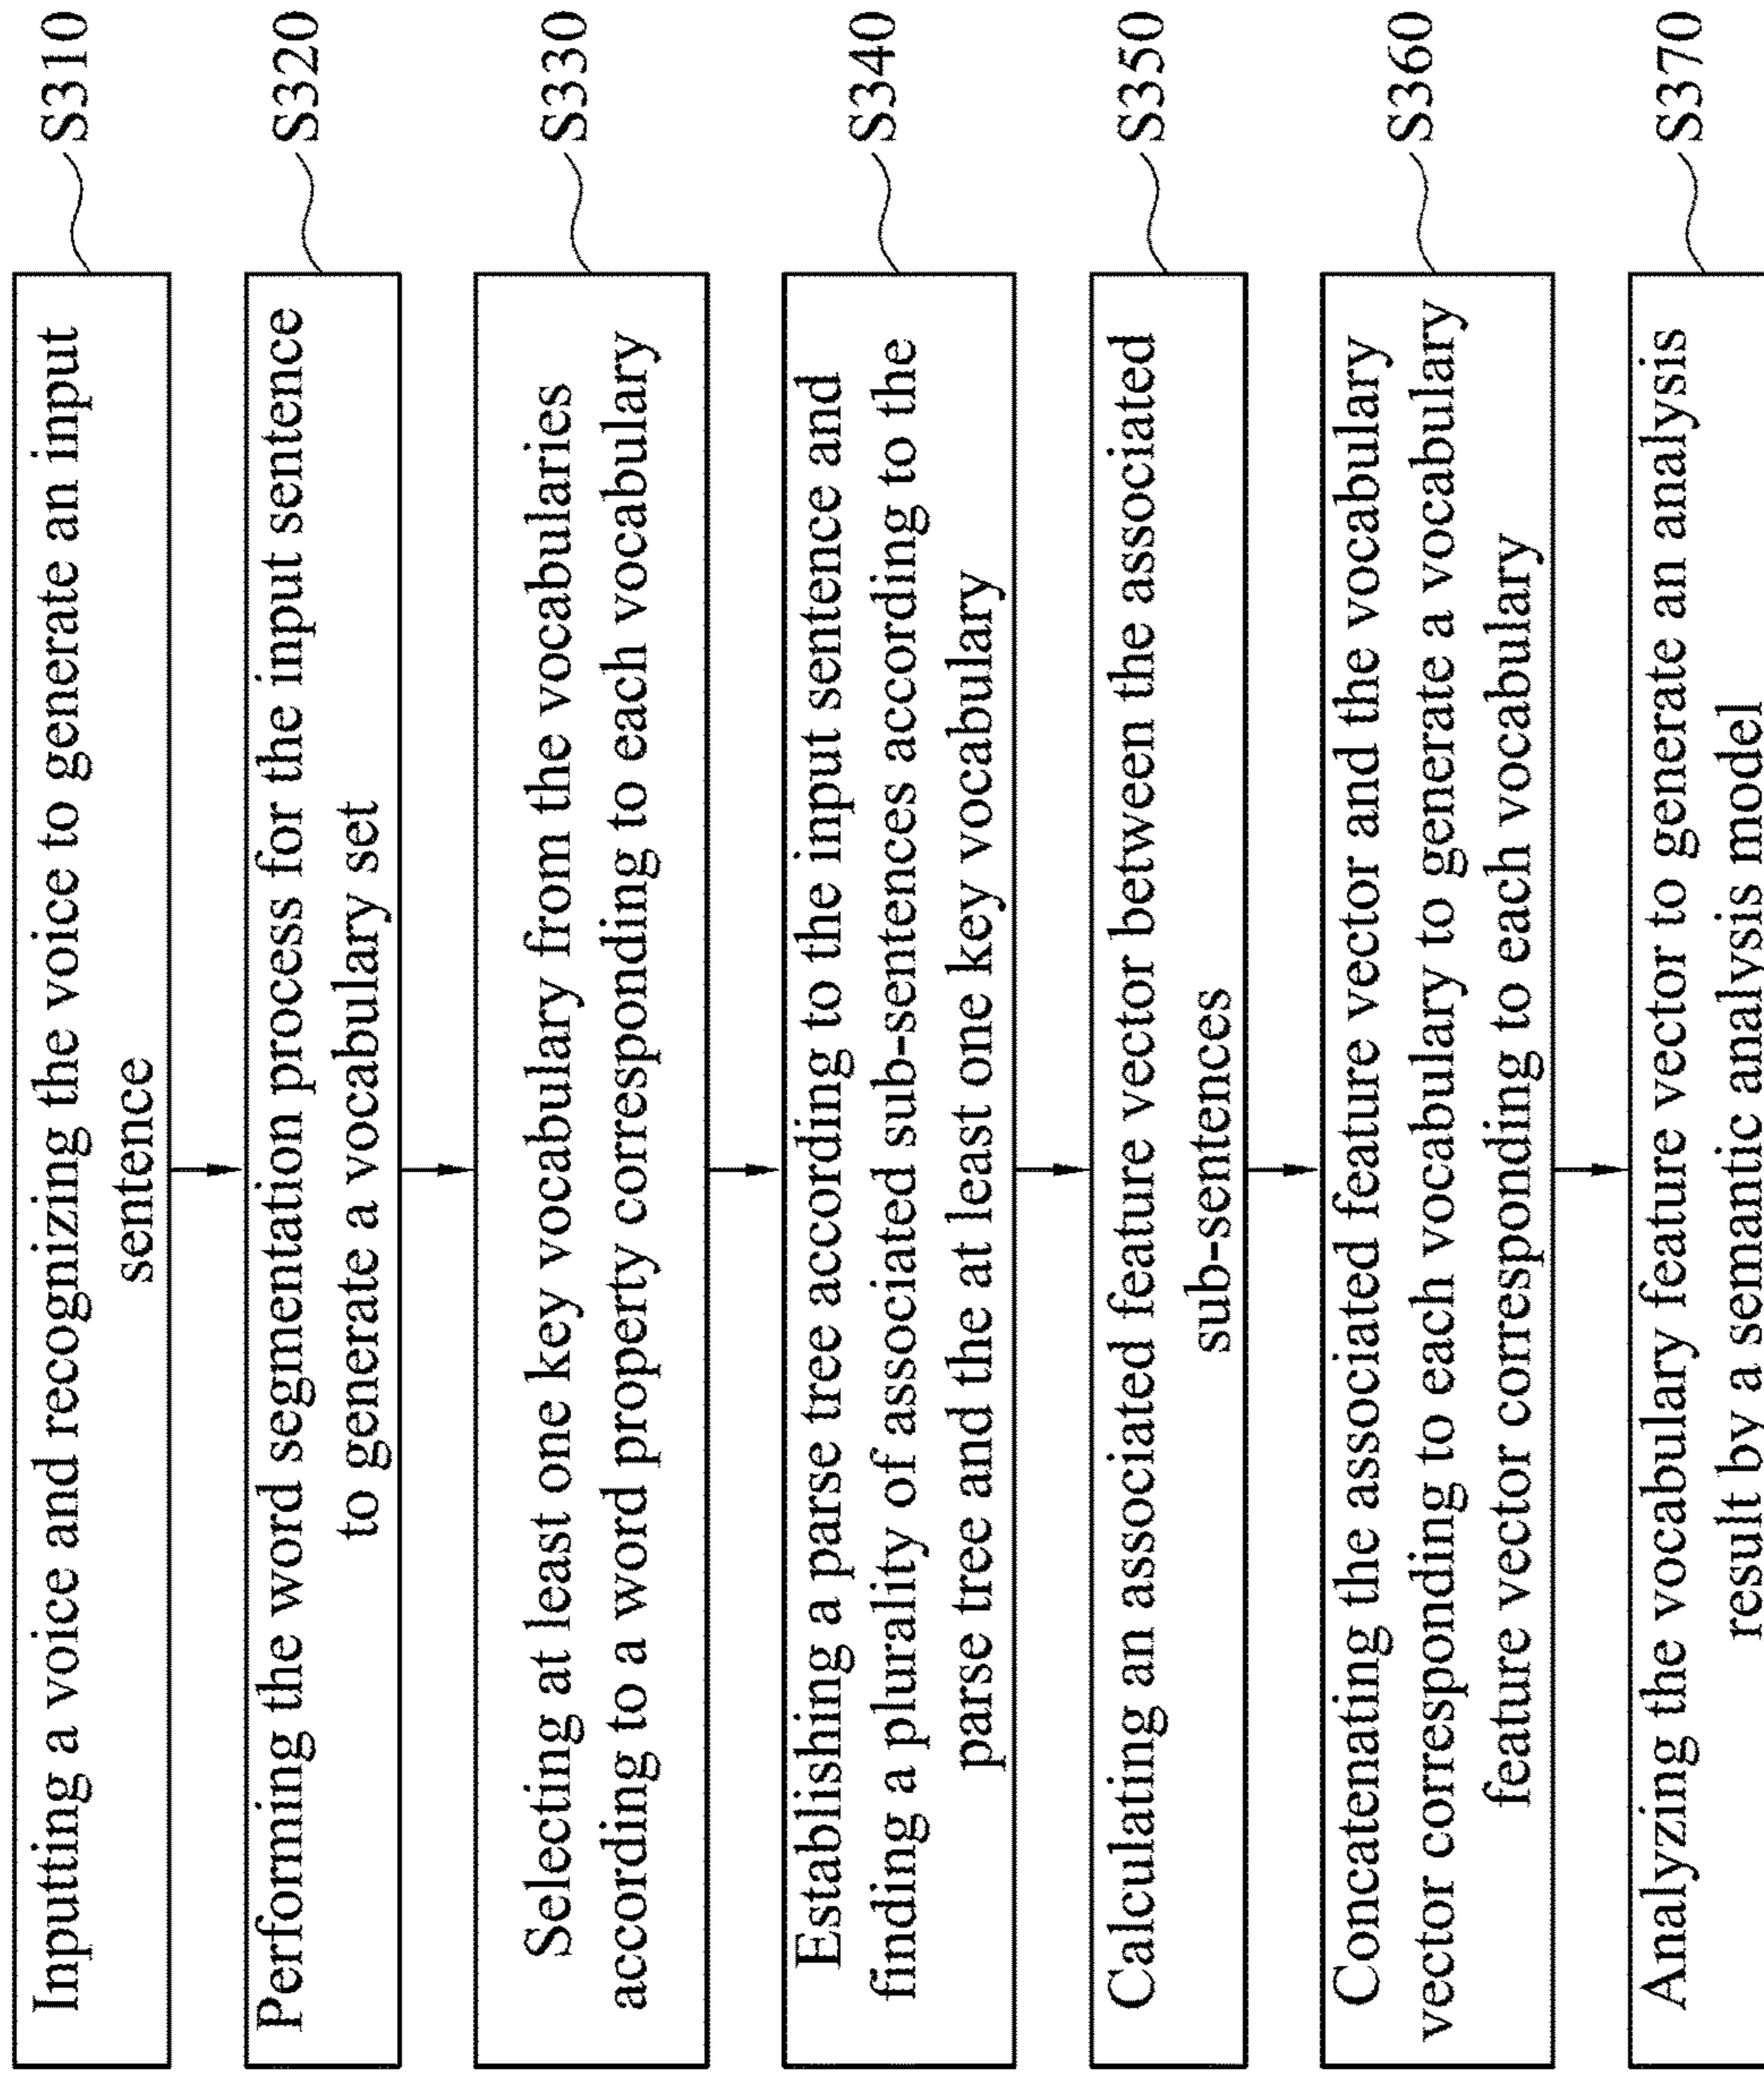 Inputing a voice and recognizing the voice to generate an input
sentence
S310
Performing the word segmentation process for the input sentence
to generate a vocabulary set
S320
Selecting at least one key vocabulary from the vocabularies
according to a word property corresponding to each vocabulary
S330
Establishing a parse tree according to the input sentence and
finding a plurality of associated sub-sentences according to the
parse tree and the at least one key vocabulary
S340
Calculating an associated feature vector between the associated
sub-sentences
S350
Concatenating the associated feature vector and the vocabulary
vector corresponding to each vocabulary to generate a vocabulary
feature vector corresponding to each vocabulary
S360
Analyzing the vocabulary feature vector to generate an analysis
result by a semantic analysis model
S370